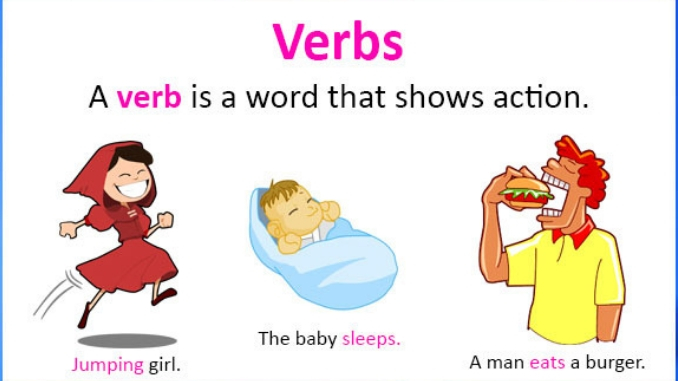 Verbs
A verb is a word that shows action.
Jumping girl.
The baby sleeps.
A man eats a burger.